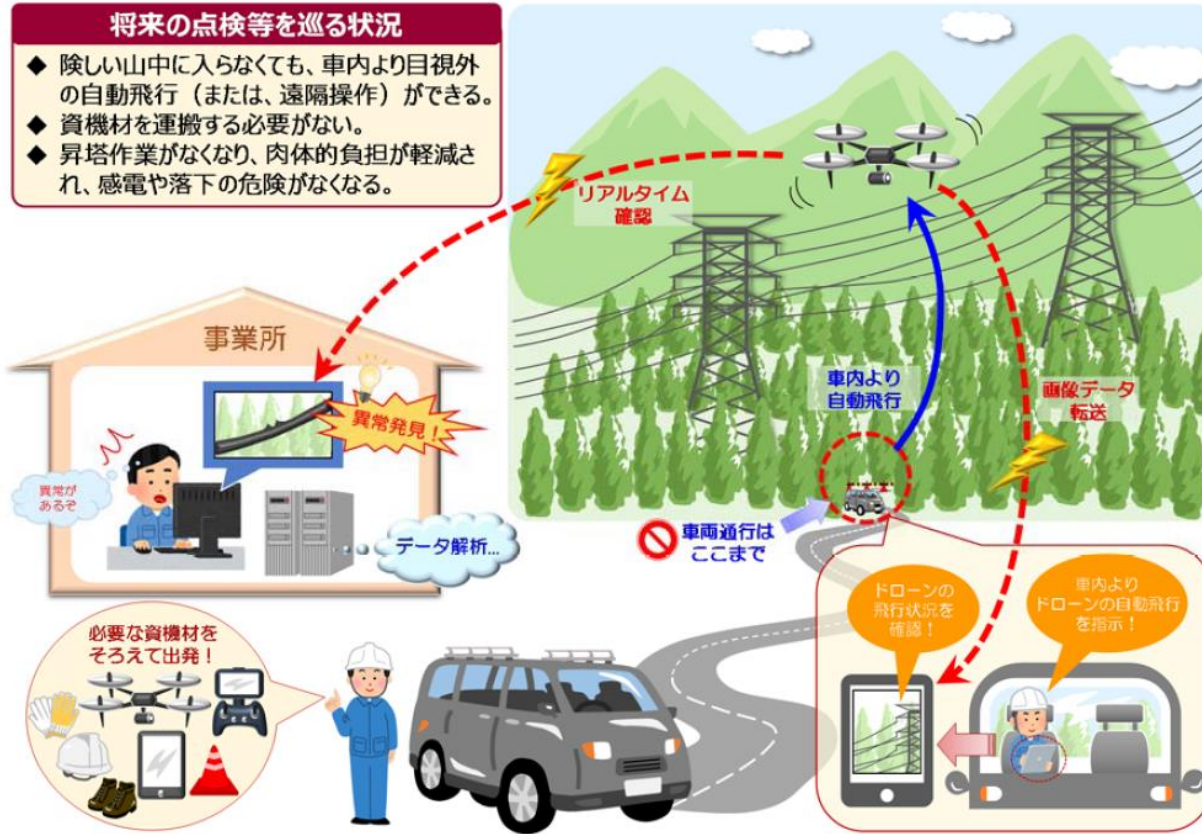 将来の点検等を巡る状況
◆ 険しい山中に入らなくても、車内より目視外
の自動飛行（または、遠隔操作）ができる。
◆ 資機材を運搬する必要がない。
◆ 昇塔作業がなくなり、肉体的負担が軽減さ
れ、感電や落下の危険がなくなる。
リアルタイム
確認
事業所
異常発見！
異常が
あるぞ
データ解析...
車内より
自動飛行
画像データ
転送
車両通行は
ここまで
ドローンの
飛行状況を
確認！
車内より
ドローンの自動飛行
を指示！
必要な資機材を
そろえて出発！